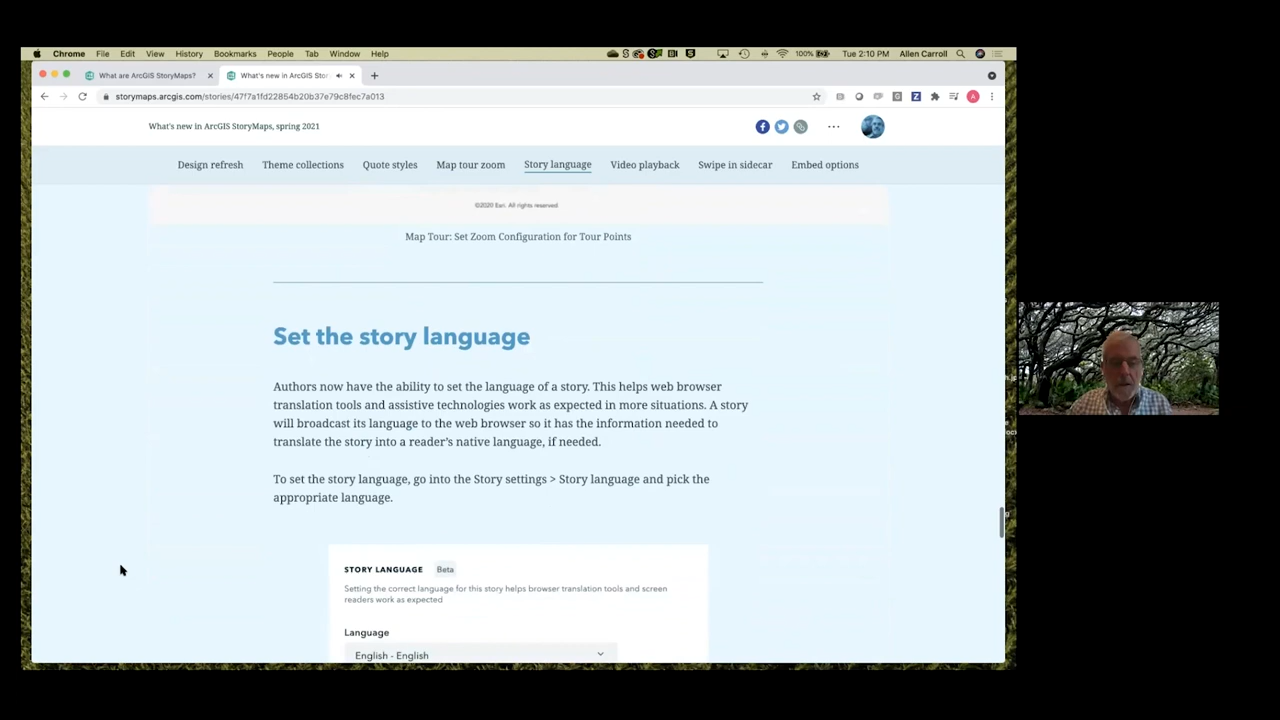 Chrome File Edit View History Bookmarks People Tab Window Help 100% Tue 2:10 PM Allen Carroll
What are ArcGIS StoryMaps? What's new in ArcGIS Stor
storymaps.arcgis.com/stories/47f7a1fd22854b20b37e79c8fec7a013
What's new in ArcGIS StoryMaps, spring 2021
Design refresh Theme collections Quote styles Map tour zoom Story language Video playback Swipe in sidecar Embed options
©2020 Esri. All rights reserved
Map Tour: Set Zoom Configuration for Tour Points
Set the story language
Authors now have the ability to set the language of a story. This helps web browser
translation tools and assistive technologies work as expected in more situations. A story
will broadcast its language to the web browser so it has the information needed to
translate the story into a reader's native language, if needed.
To set the story language, go into the Story settings > Story language and pick the
appropriate language.
STORY LANGUAGE Beta
Setting the correct language for this story helps browser translation tools and screen
readers work as expected
Language
English - English